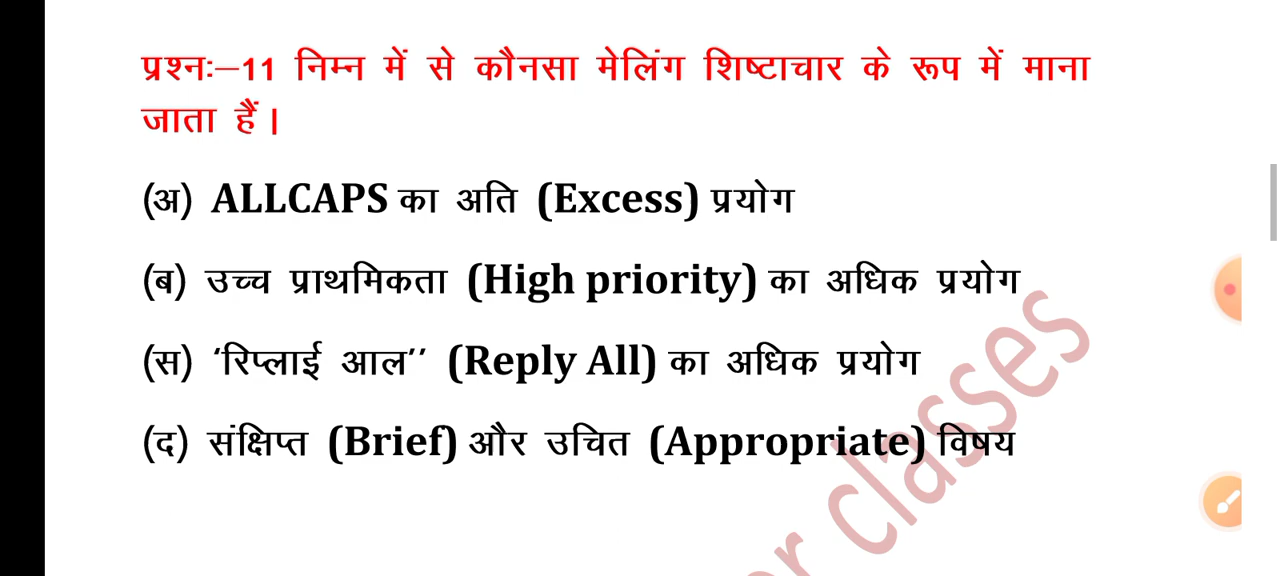 प्रश्नः–11 निम्न में से कौनसा मेलिंग शिष्टाचार के रूप में माना
जाता हैं।
(अ) ALLCAPS का अति (Excess) प्रयोग
(ब) उच्च प्राथमिकता (High priority) का अधिक प्रयोग
(स) ‘रिप्लाई आल’’ (Reply All) का अधिक प्रयोग
(द) संक्षिप्त (Brief) और उचित (Appropriate) विषय
classes